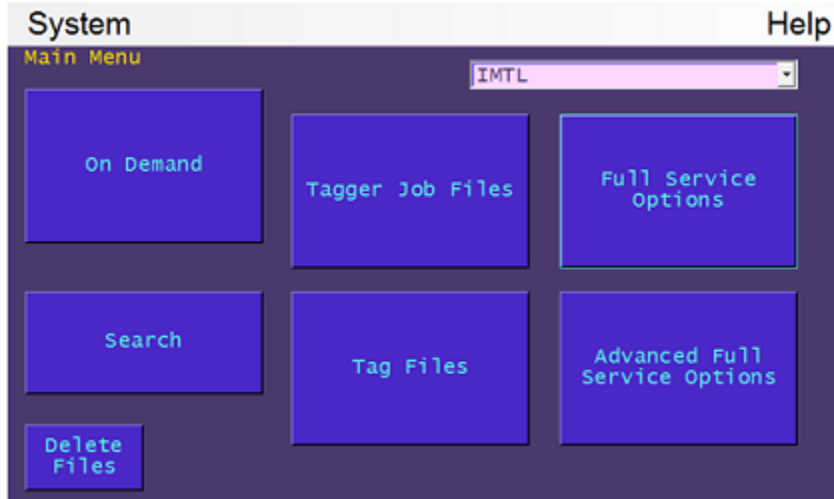 System Help
Main Menu
IMTL
On Demand
Tagger Job Files
Full Service
Options
Search
Tag Files
Advanced Full
Service Options
Delete
Files